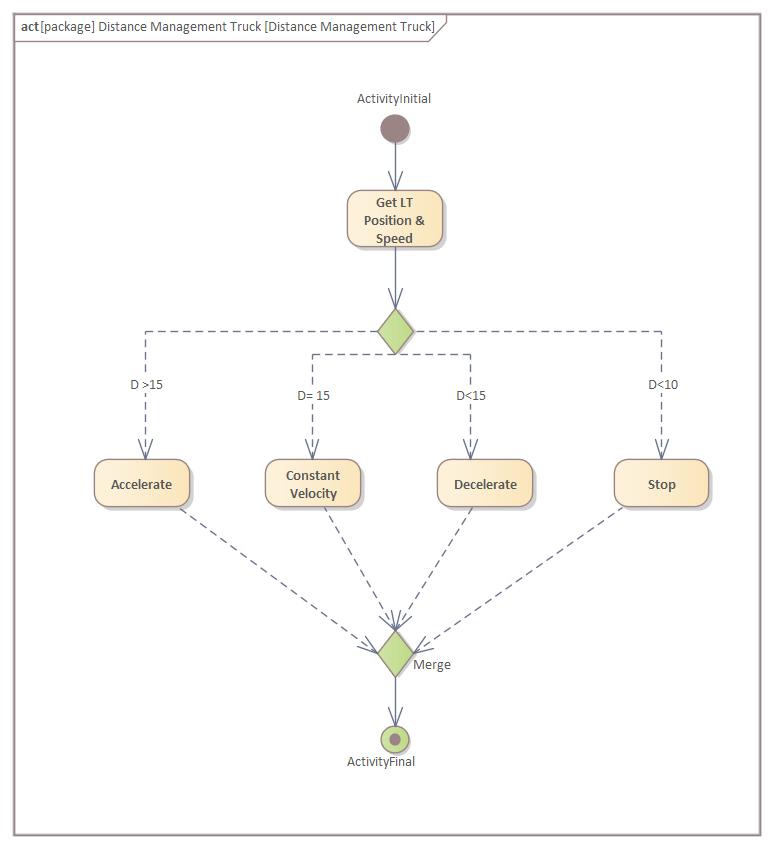 act [package] Distance Management Truck [Distance Management Truck]
ActivityInitial
Get LT
Position &
Speed
D >15
D= 15
D<15
D<10
Accelerate
Constant
Velocity
Decelerate
Stop
Merge
ActivityFinal